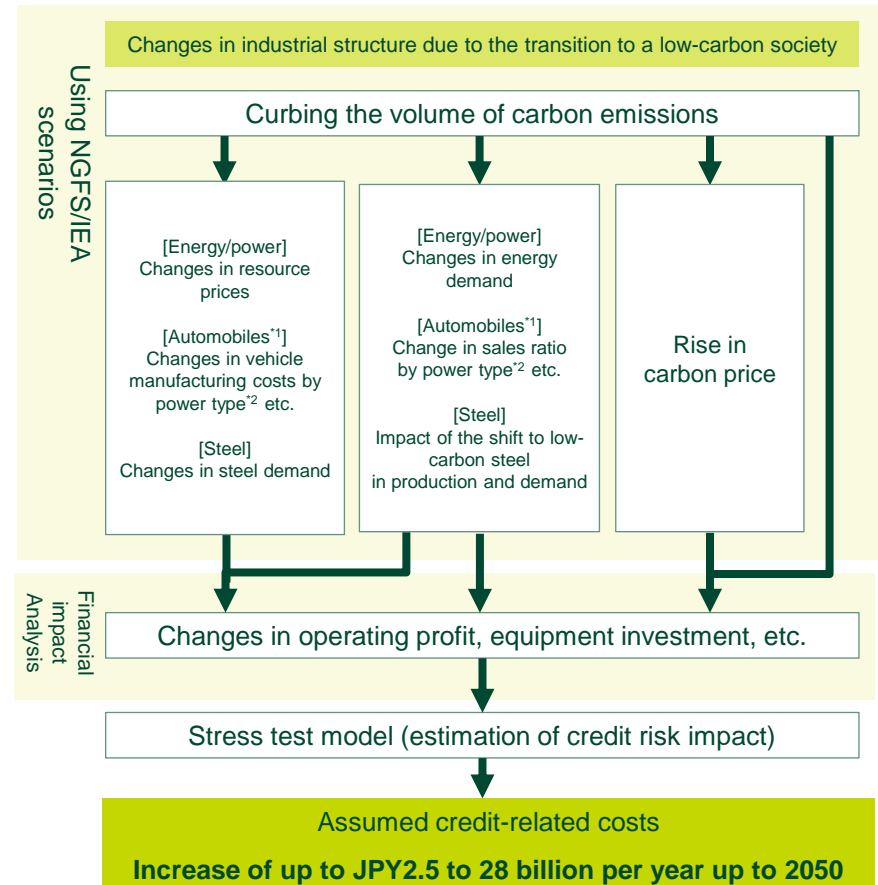 Changes in industrial structure due to the transition to a low-carbon society
Using NGFS/IEA
scenarios
Curbing the volume of carbon emissions
[Energy/power]
Changes in resource
prices
[Automobiles*1]
Changes in vehicle
manufacturing costs by
power type*2 etc.
[Steel]
Changes in steel demand
[Energy/power]
Changes in energy
demand
[Automobiles*1]
Change in sales ratio
by power type*2 etc.
[Steel]
Impact of the shift to low-
carbon steel
in production and demand
Rise in
carbon price
Financial
impact
Analysis
Changes in operating profit, equipment investment, etc.
Stress test model (estimation of credit risk impact)
Assumed credit-related costs
Increase of up to JPY2.5 to 28 billion per year up to 2050